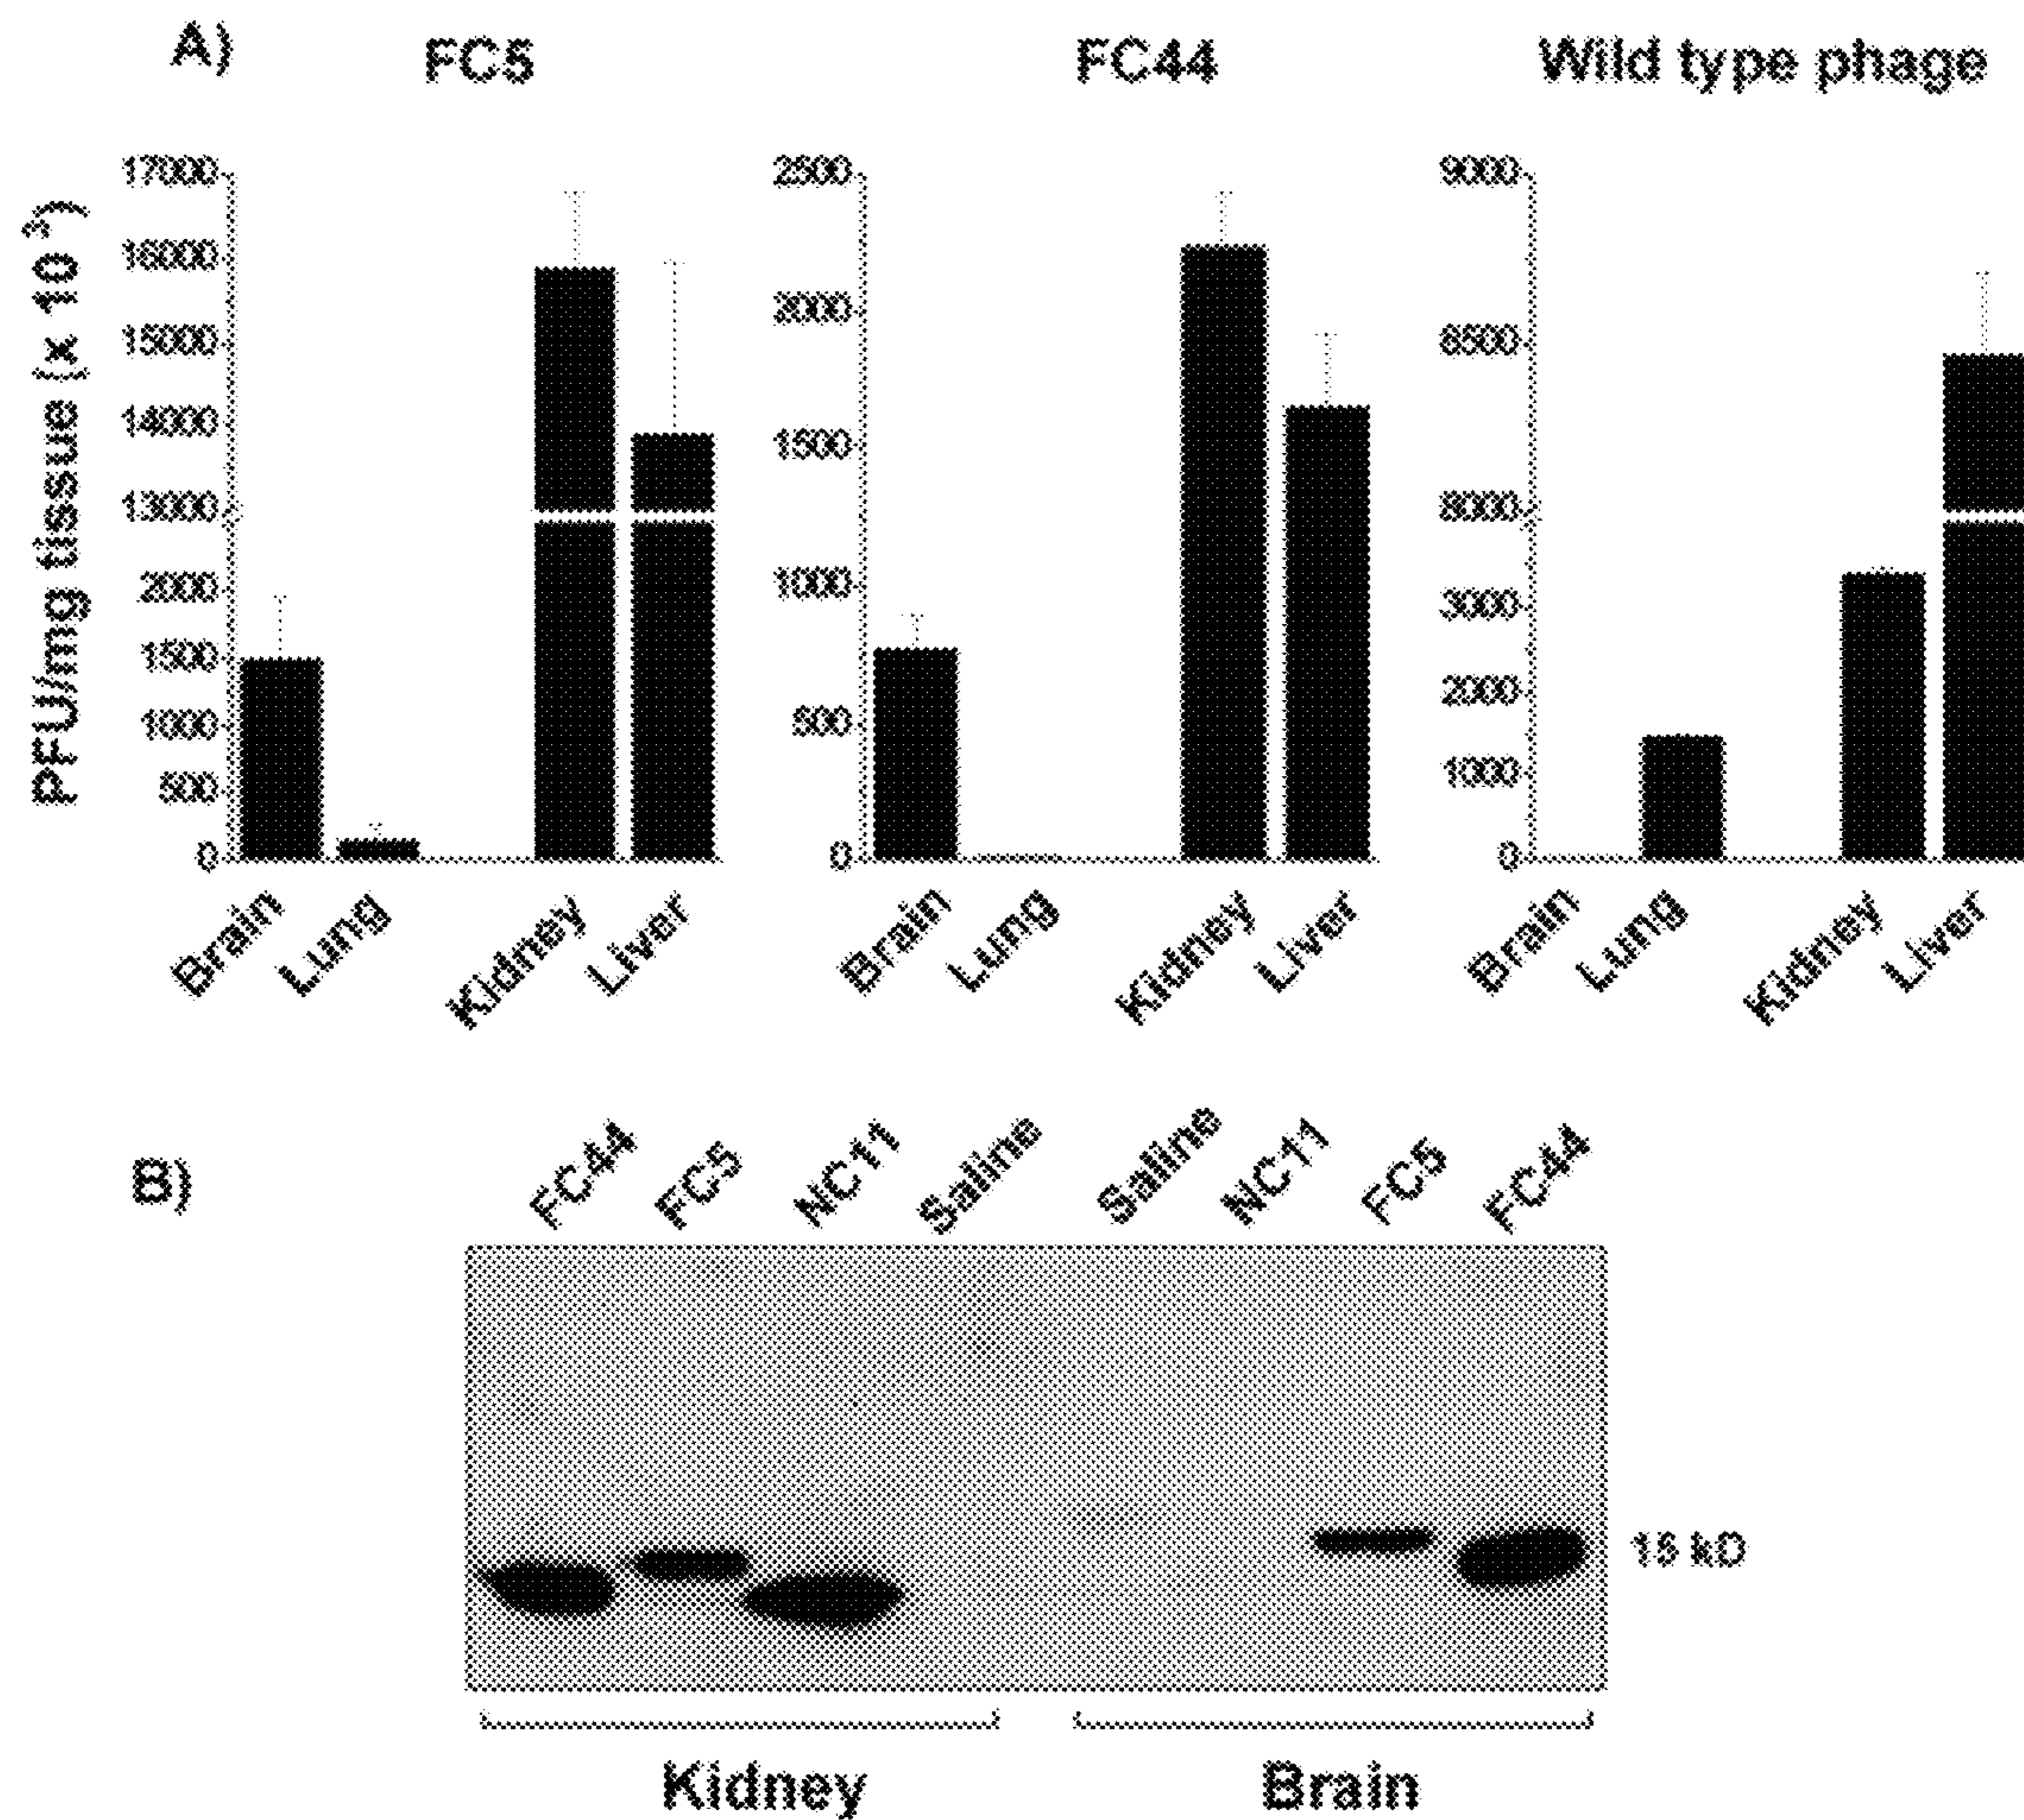 A)
FC5
FC44
Wild type phage
PFU/mg tissue (x 10³)
17000
16000
15000
14000
13000
2000
1500
1000
500
0
Brain
Lung
Kidney
Liver
2500
2000
1500
1000
500
0
Brain
Lung
Kidney
Liver
9000
8500
8000
3000
2000
1000
0
Brain
Lung
Kidney
Liver
B)
FC44
FC5
NC11
Saline
Saline
NC11
FC5
FC44
Kidney
Brain